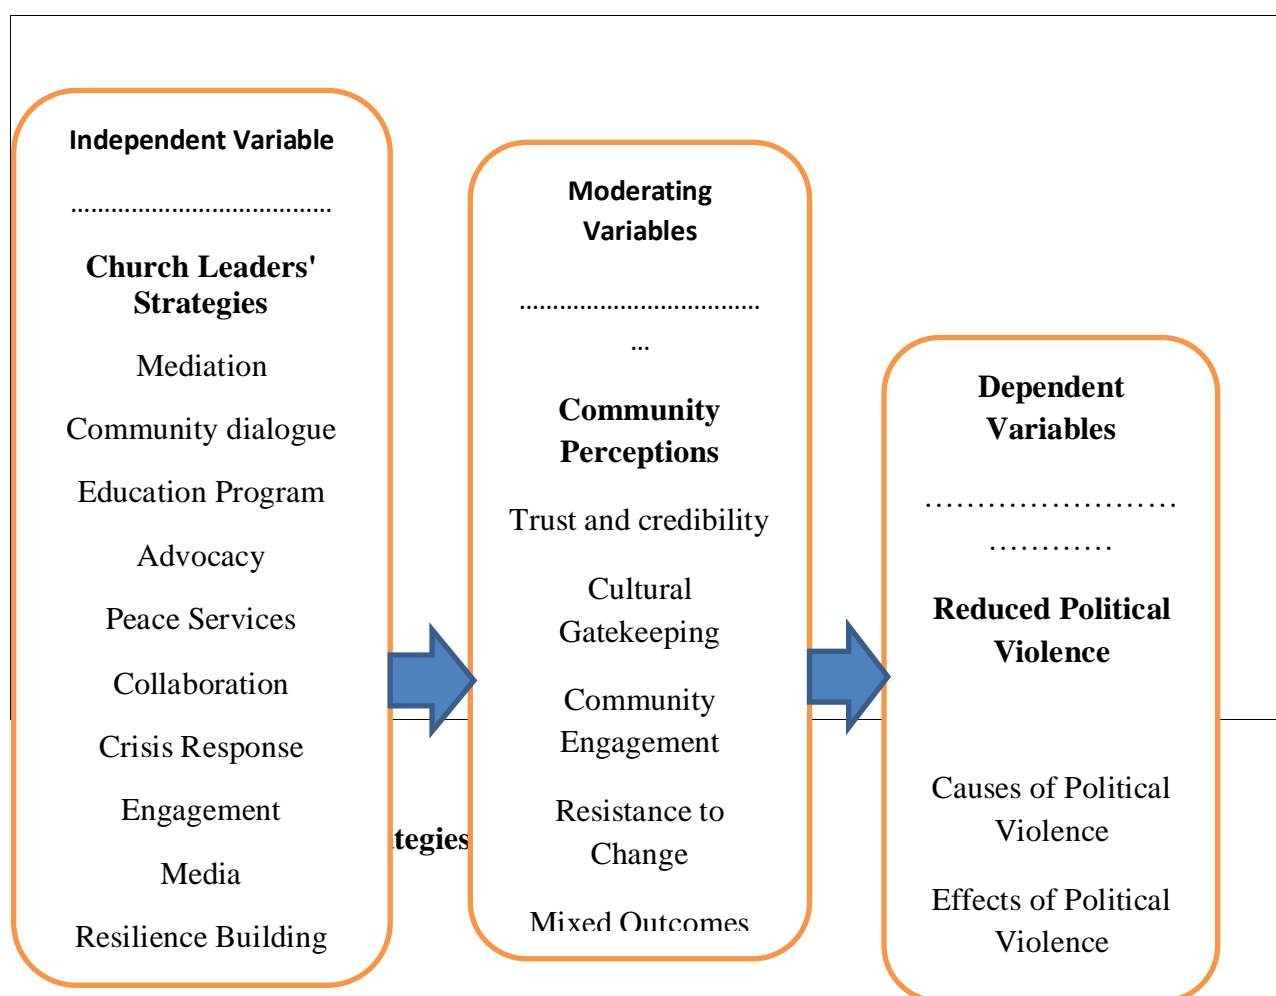 Independent Variable
.......................................
Church Leaders'
Strategies
Mediation
Community dialogue
Education Program
Advocacy
Peace Services
Collaboration
Crisis Response
Engagement
Media
Resilience Building
Moderating
Variables
....................................
...
Community
Perceptions
Trust and credibility
Cultural
Gatekeeping
Community
Engagement
Resistance to
Change
Mixed Outcomes
Dependent
Variables
........................
............
Reduced Political
Violence
Causes of Political
Violence
Effects of Political
Violence
tegies